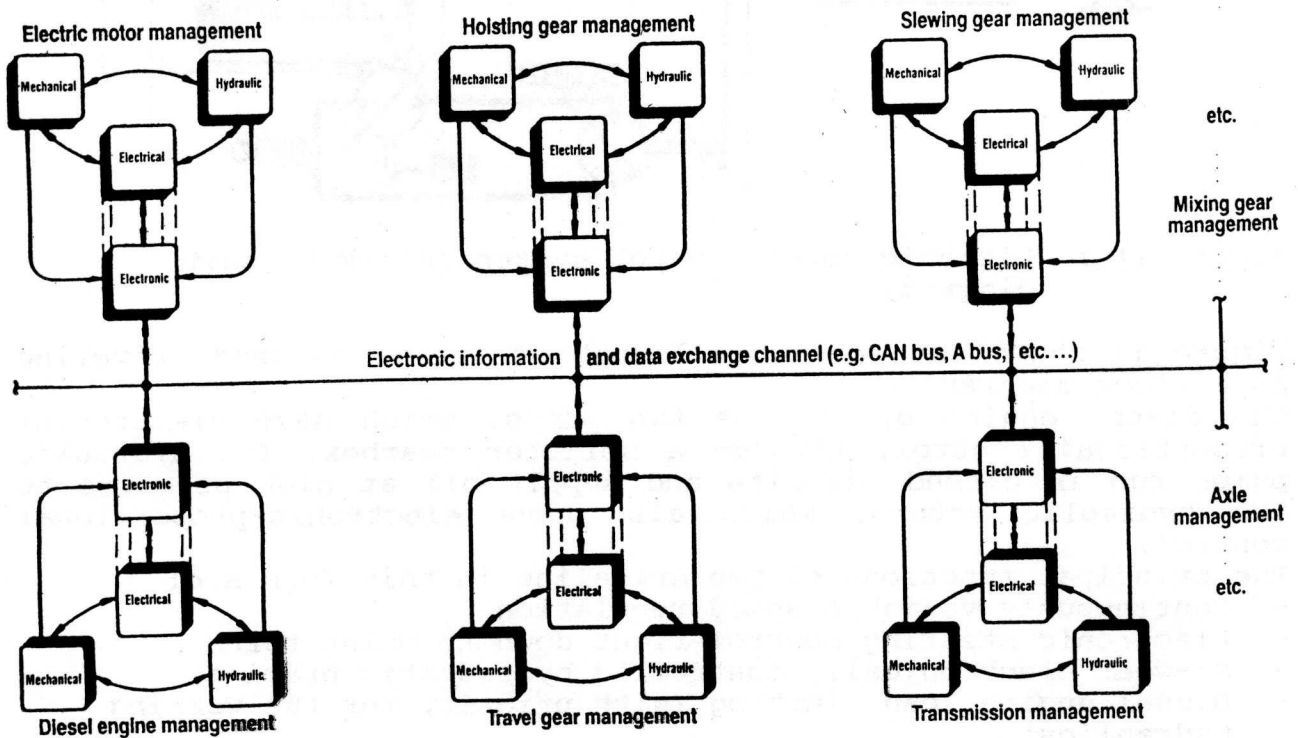 Electric motor management
Hoisting gear management
Slewing gear management
Mechanical
Hydraulic
Electrical
Electronic
Mechanical
Hydraulic
Electrical
Electronic
Mechanical
Hydraulic
Electrical
Electronic
etc.
Mixing gear
management
Electronic information and data exchange channel (e.g. CAN bus, A bus, etc. ...)
Electronic
Electrical
Mechanical
Hydraulic
Diesel engine management
Electronic
Electrical
Mechanical
Hydraulic
Travel gear management
Electronic
Electrical
Mechanical
Hydraulic
Transmission management
Axle
management
etc.